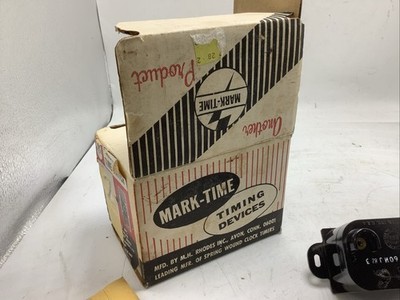 Another
MARK-TIME
Product
MARK-TIME
TIMING
DEVICES
MFD. BY M.H. RHODES INC., AVON, CONN. 06001
LEADING MFR. OF SPRING WOUND CLOCK TIMERS